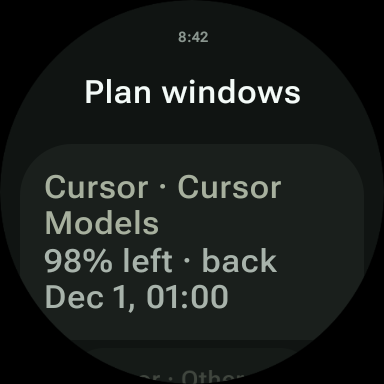 8:42
Plan windows
Cursor · Cursor
Models
98% left · back
Dec 1, 01:00